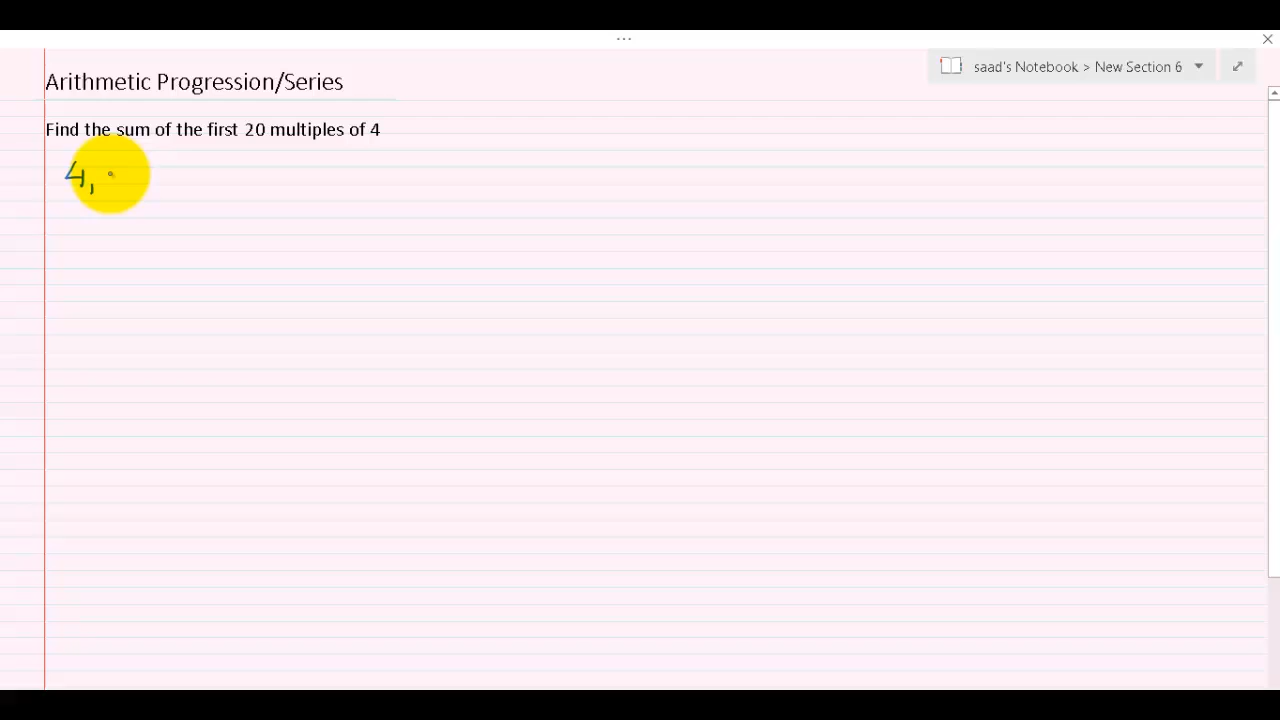 saad's Notebook > New Section 6
Arithmetic Progression/Series
Find the sum of the first 20 multiples of 4
4,